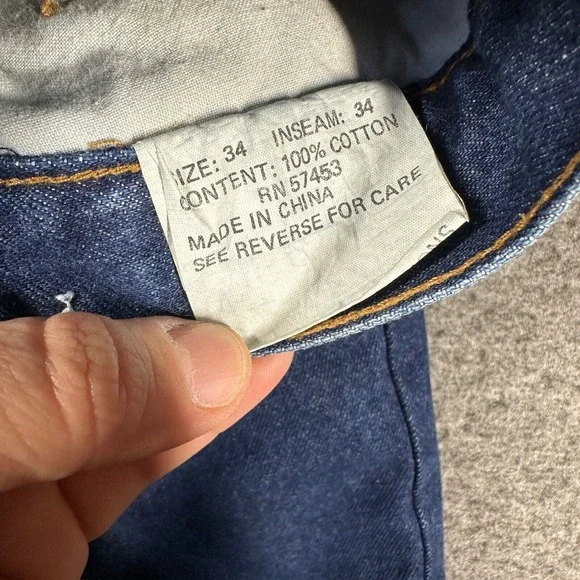 SIZE: 34 INSEAM: 34
CONTENT: 100% COTTON
RN 57453
MADE IN CHINA
SEE REVERSE FOR CARE